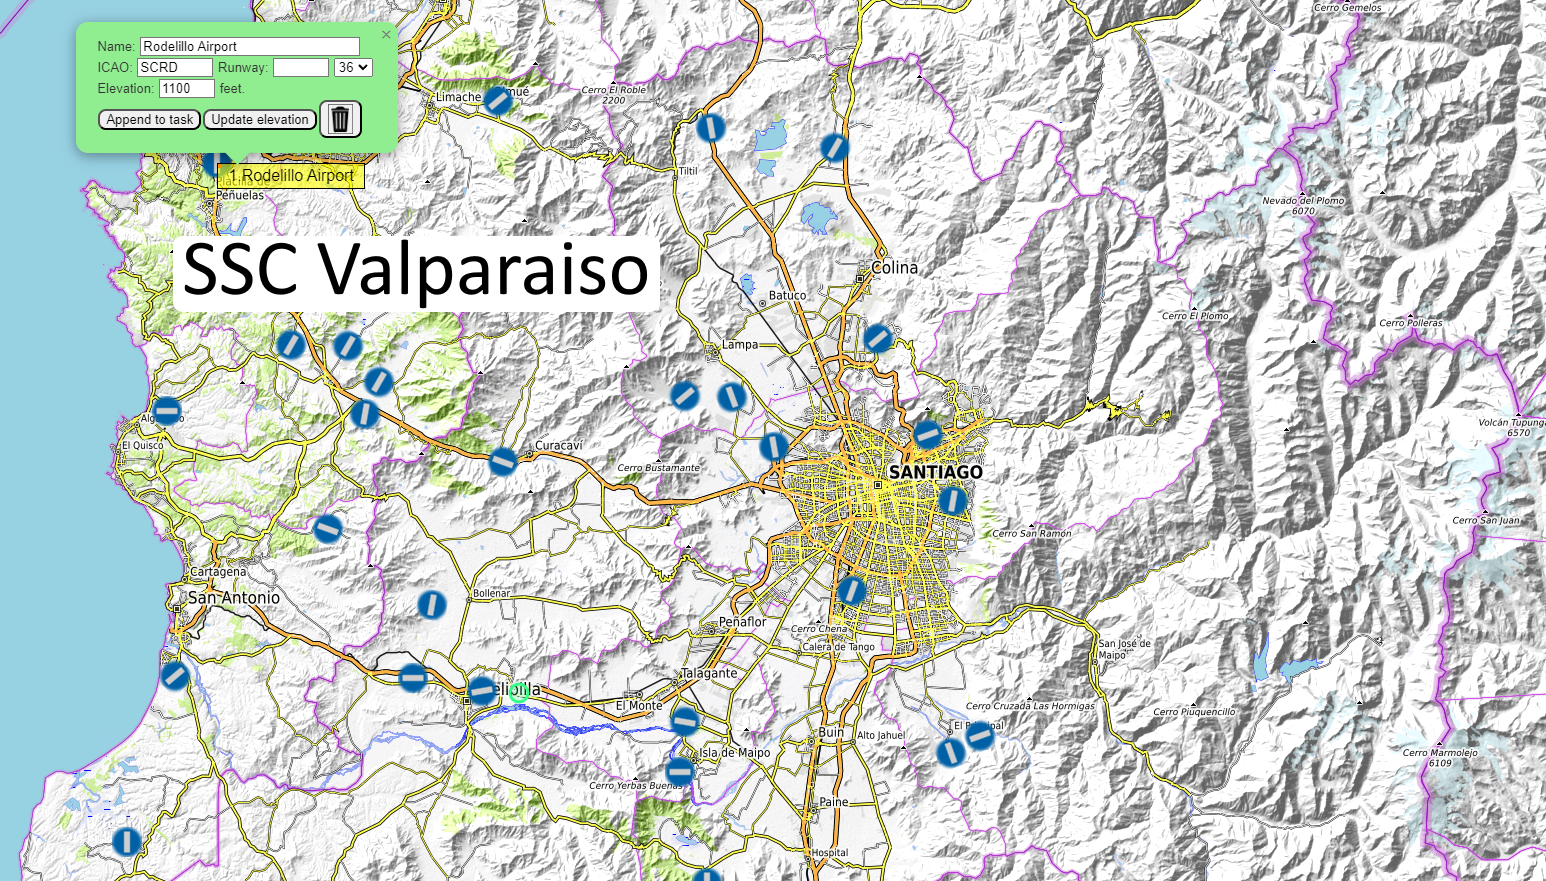 Name: Rodelillo Airport
ICAO: SCRD Runway: 36
Elevation: 1100 feet.
Append to task Update elevation
×
1.Rodelillo Airport
Peñuelas
SSC Valparaiso
Limache
Cerro El Roble
2200
Cerro Gemelos
Tiltil
Nevado del Plomo
6070
Colina
Batuco
Cerro El Plomo
Cerro Polleras
Lampa
El Quisco
Curacaví
Cerro Bustamante
SANTIAGO
Volcán Tupunga
6570
Cerro San Juan
Cerro San Ramón
Cartagena
San Antonio
Bollenar
Peñaflor
Cerro Chena
Calera de Tango
San José de
Maipo
Talagante
El Monte
Cerro Cruzada Las Hormigas
Cerro Piuquencillo
Buin
Alto Jahuel
Isla de Maipo
Cerro Marmolejo
6109
Cerro Yerbas Buenas
Paine
Hospital